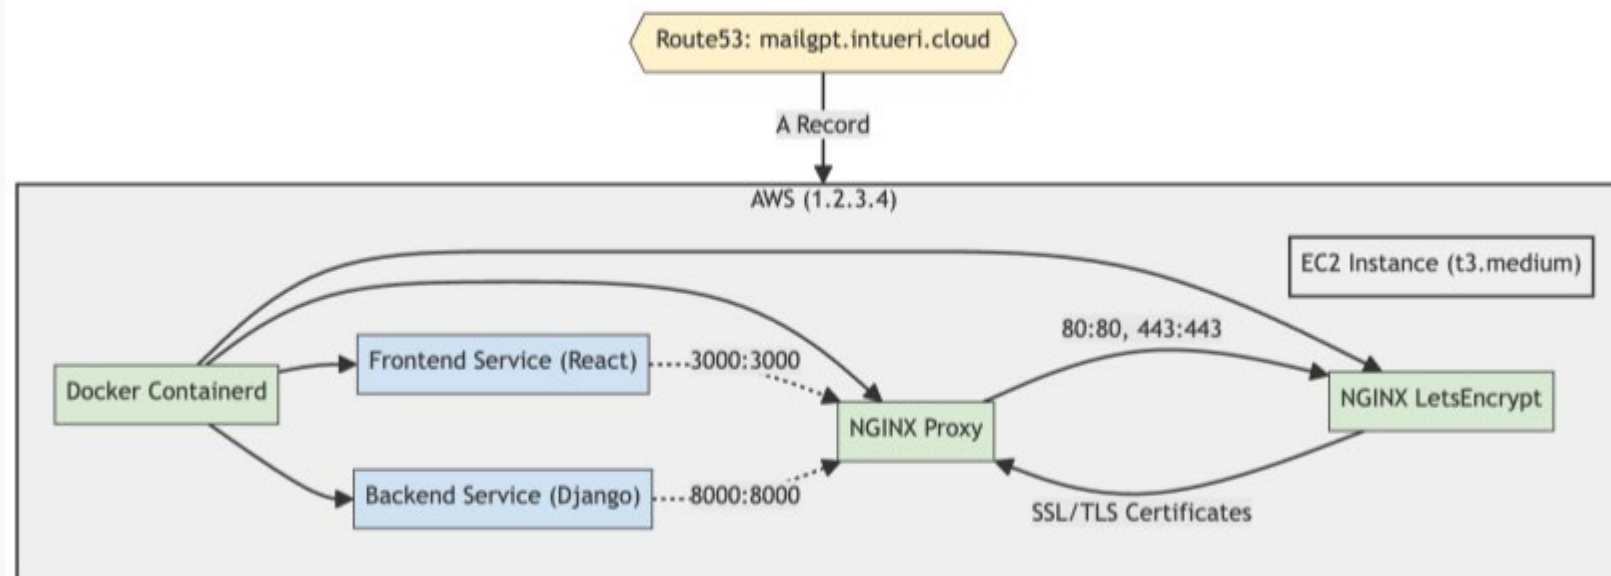 Route53: mailgpt.intueri.cloud
A Record
AWS (1.2.3.4)
EC2 Instance (t3.medium)
80:80, 443:443
Frontend Service (React)
3000:3000
Docker Containerd
NGINX LetsEncrypt
NGINX Proxy
Backend Service (Django)
8000:8000
SSL/TLS Certificates